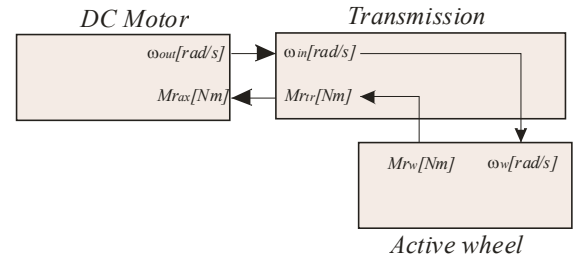 DC Motor Transmission
ωout[rad/s] ωin[rad/s]
Mrax[Nm] Mrtr[Nm]
Mrw[Nm] ωw[rad/s]
Active wheel